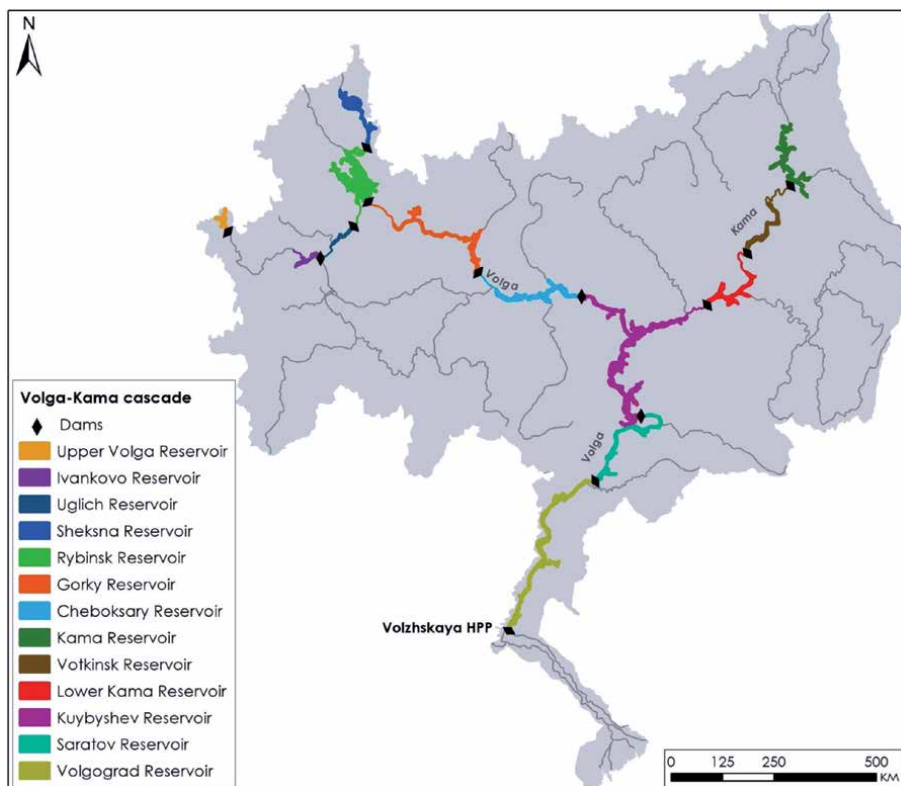 N
Kama
Volga
Volga
Volzhskaya HPP
Volga-Kama cascade
Dams
Upper Volga Reservoir
Ivankovo Reservoir
Uglich Reservoir
Sheksna Reservoir
Rybinsk Reservoir
Gorky Reservoir
Cheboksary Reservoir
Kama Reservoir
Votkinsk Reservoir
Lower Kama Reservoir
Kuybyshev Reservoir
Saratov Reservoir
Volgograd Reservoir
0 125 250 500
KM